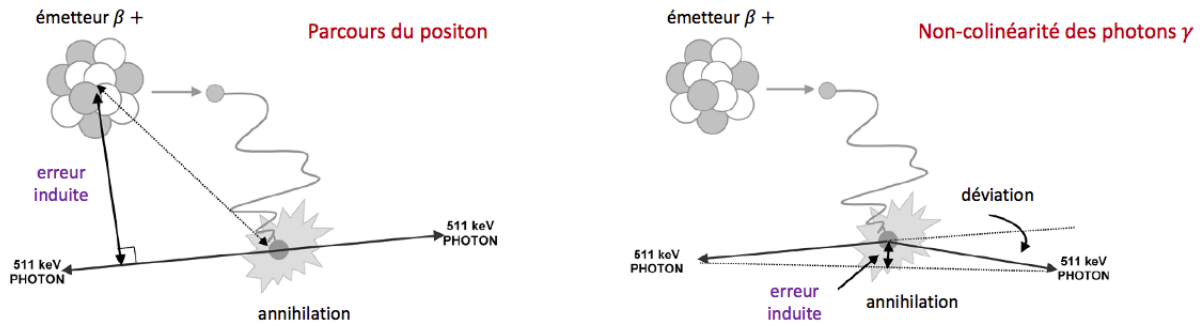 émetteur β +
Parcours du positon
erreur
induite
511 keV
PHOTON
511 keV
PHOTON
annihilation
émetteur β +
Non-colinéarité des photons γ
déviation
511 keV
PHOTON
511 keV
PHOTON
erreur
induite
annihilation